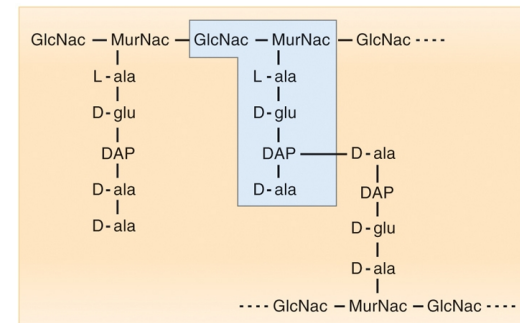 GlcNac — MurNac — GlcNac — MurNac — GlcNac ----
L - ala L - ala
D - glu D - glu
DAP DAP — D - ala
D - ala D - ala DAP
D - ala D - glu
D - ala
---- GlcNac — MurNac — GlcNac ----